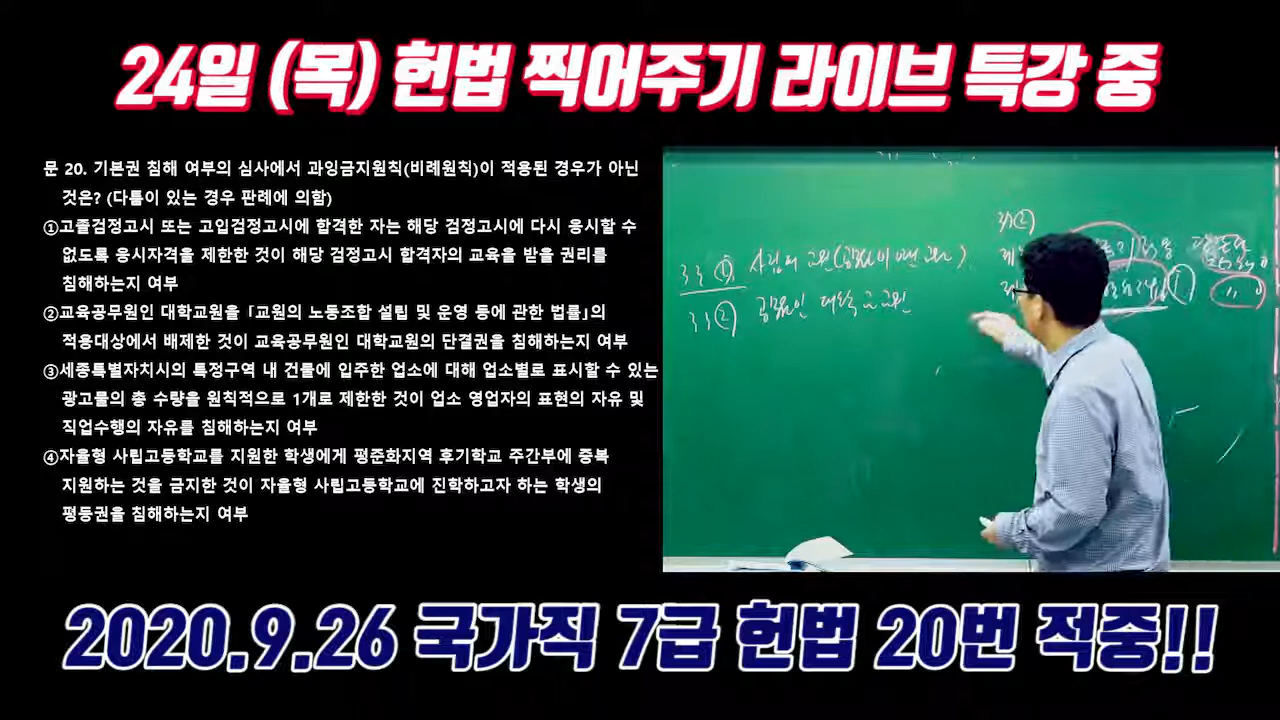 24일 (목) 헌법 찍어주기 라이브 특강 중
문 20. 기본권 침해 여부의 심사에서 과잉금지원칙(비례원칙)이 적용된 경우가 아닌
것은? (다툼이 있는 경우 판례에 의함)
①고졸검정고시 또는 고입검정고시에 합격한 자는 해당 검정고시에 다시 응시할 수
없도록 응시자격을 제한한 것이 해당 검정고시 합격자의 교육을 받을 권리를
침해하는지 여부
②교육공무원인 대학교원을 「교원의 노동조합 설립 및 운영 등에 관한 법률」의
적용대상에서 배제한 것이 교육공무원인 대학교원의 단결권을 침해하는지 여부
③세종특별자치시의 특정구역 내 건물에 입주한 업소에 대해 업소별로 표시할 수 있는
광고물의 총 수량을 원칙적으로 1개로 제한한 것이 업소 영업자의 표현의 자유 및
직업수행의 자유를 침해하는지 여부
④자율형 사립고등학교를 지원한 학생에게 평준화지역 후기학교 주간부에 중복
지원하는 것을 금지한 것이 자율형 사립고등학교에 진학하고자 하는 학생의
평등권을 침해하는지 여부
33 ①
33 ②
33 ②
2020.9.26 국가직 7급 헌법 20번 적중!!